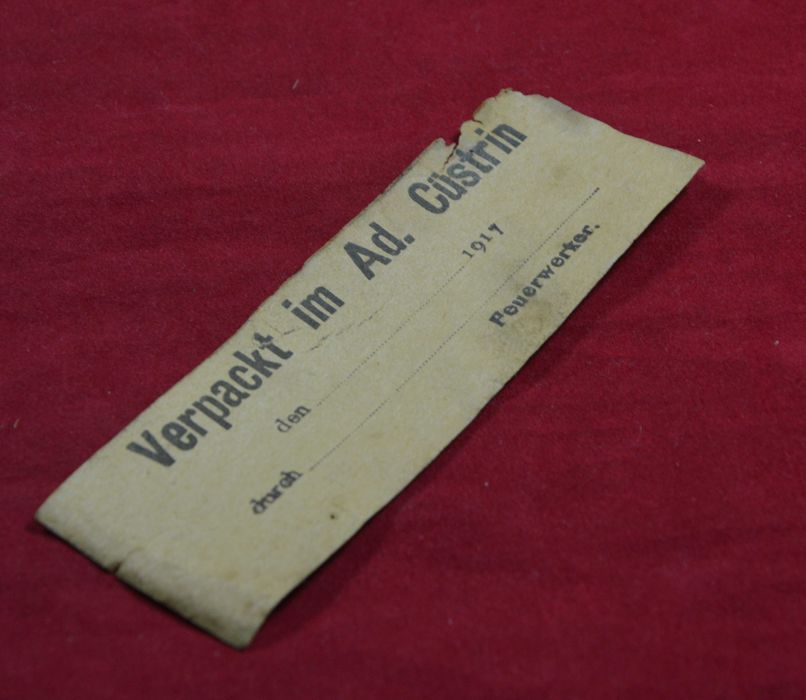 Verpackt im Ad. Cüstrin
den 1917
durch
Feuerwerker.